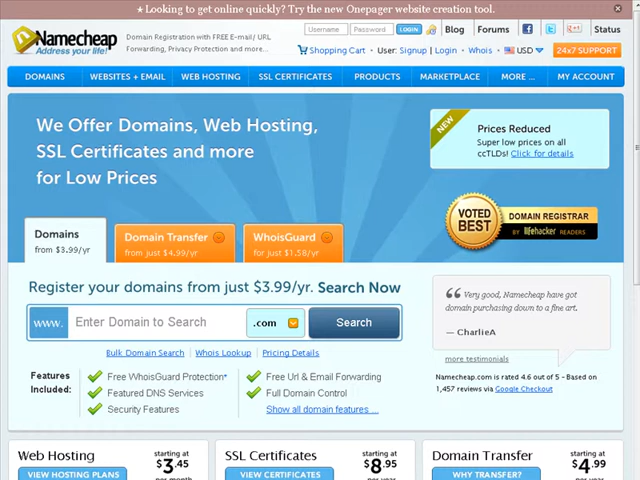 ★ Looking to get online quickly? Try the new Onepager website creation tool.
Namecheap
Address your life!
Domain Registration with FREE E-mail/ URL
Forwarding, Privacy Protection and more...
Username
Password
LOGIN
Blog
Forums
Status
Shopping Cart
User: Signup | Login
Whois
USD
24x7 SUPPORT
DOMAINS
WEBSITES + EMAIL
WEB HOSTING
SSL CERTIFICATES
PRODUCTS
MARKETPLACE
MORE ...
MY ACCOUNT
We Offer Domains, Web Hosting,
SSL Certificates and more
for Low Prices
NEW
Prices Reduced
Super low prices on all
ccTLDs! Click for details
VOTED
BEST
DOMAIN REGISTRAR
BY lifehacker READERS
Domains
from $3.99/yr
Domain Transfer
from just $4.99/yr
WhoisGuard
for just $1.58/yr
Register your domains from just $3.99/yr. Search Now
www.
Enter Domain to Search
.com
Search
Bulk Domain Search | Whois Lookup | Pricing Details
Features
Included:
Free WhoisGuard Protection*
Featured DNS Services
Security Features
Free Url & Email Forwarding
Full Domain Control
Show all domain features ...
Very good, Namecheap have got
domain purchasing down to a fine art.
— CharlieA
more testimonials
Namecheap.com is rated 4.6 out of 5 - Based on
1,457 reviews via Google Checkout
Web Hosting
starting at
$3.45
per month
VIEW HOSTING PLANS
SSL Certificates
starting at
$8.95
per year
VIEW CERTIFICATES
Domain Transfer
starting at
$4.99
per year
WHY TRANSFER?